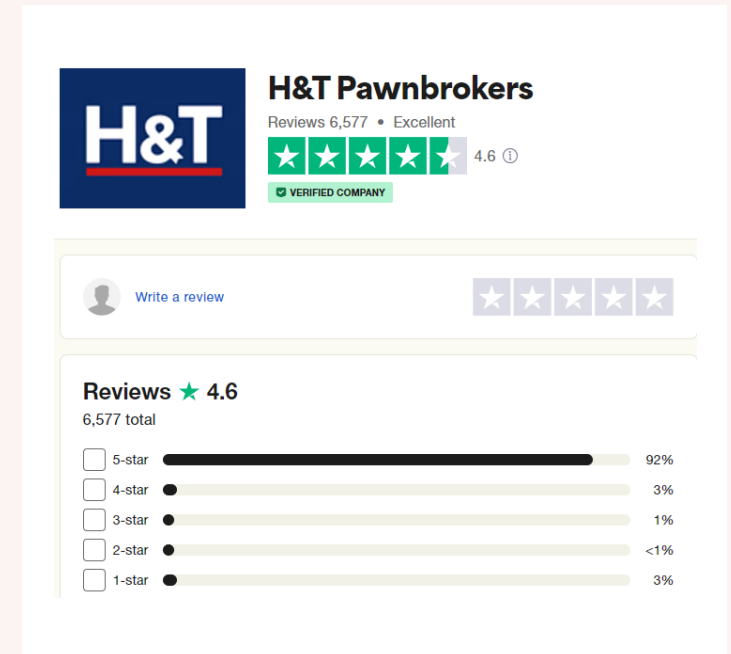 H&T
H&T Pawnbrokers
Reviews 6,577 • Excellent
4.6
VERIFIED COMPANY
Write a review
Reviews ★ 4.6
6,577 total
5-star 92%
4-star 3%
3-star 1%
2-star <1%
1-star 3%